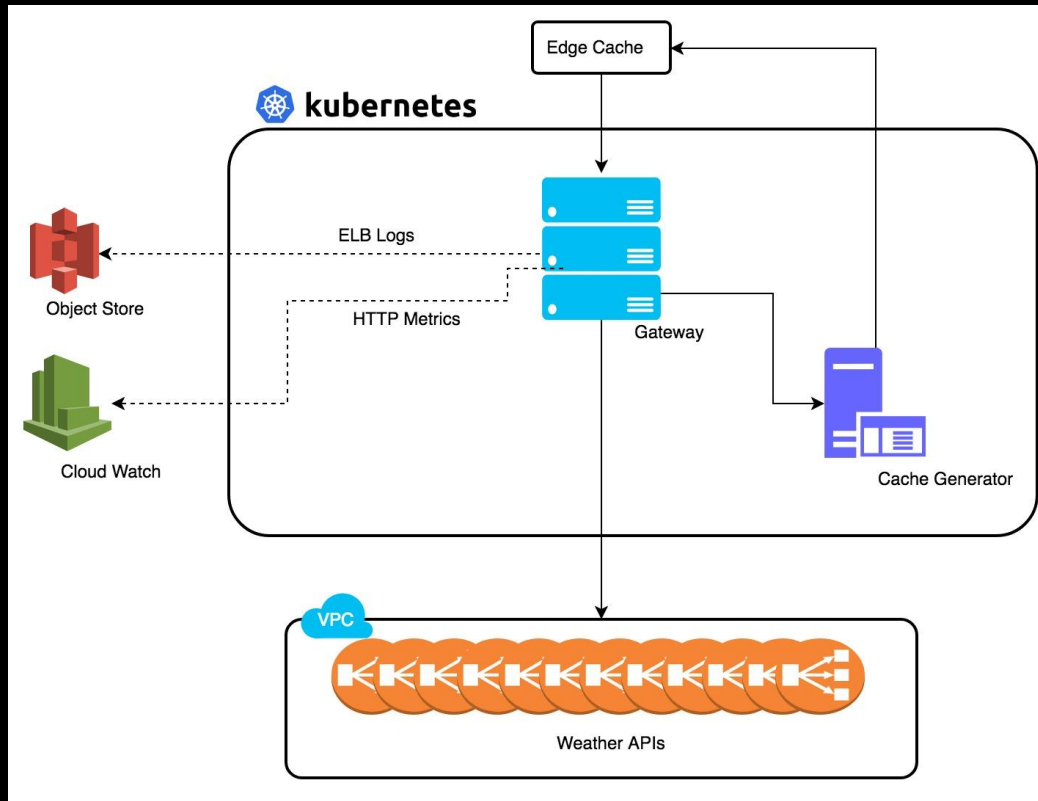 Edge Cache
kubernetes
ELB Logs
Object Store
HTTP Metrics
Gateway
Cloud Watch
Cache Generator
VPC
Weather APIs